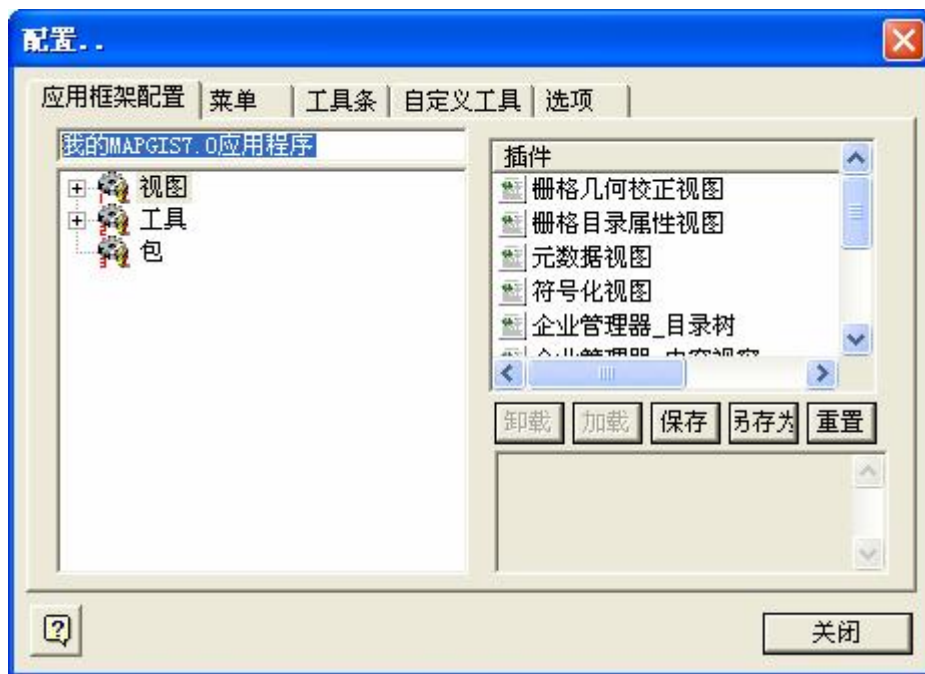 配置..
应用框架配置 菜单 工具条 自定义工具 选项
我的MAPGIS7.0应用程序
视图
工具
包
插件
栅格几何校正视图
栅格目录属性视图
元数据视图
符号化视图
企业管理器_目录树
卸载 加载 保存 另存为 重置
关闭